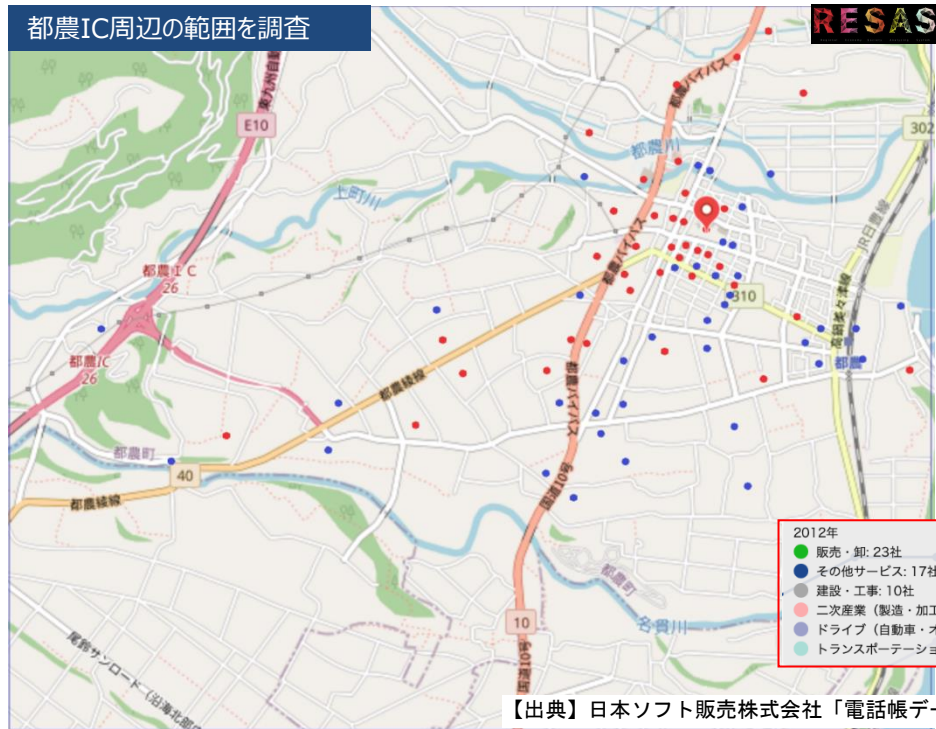 都農IC周辺の範囲を調査
RESAS
東九州自動
E10
都農バイパス
302
都農川
上町川
JR日豊線
都農IC
26
都農バイパス
310
都農IC
26
都農綾線
都農町
40
都農綾線
国道10号
都農町
名貫川
10
国道10号
尾鈴サンロード(沿海北部広
2012年
販売・卸: 23社
その他サービス: 17社
建設・工事: 10社
二次産業(製造・加工
ドライブ(自動車・オ
トランスポーテーショ
【出典】日本ソフト販売株式会社「電話帳デー